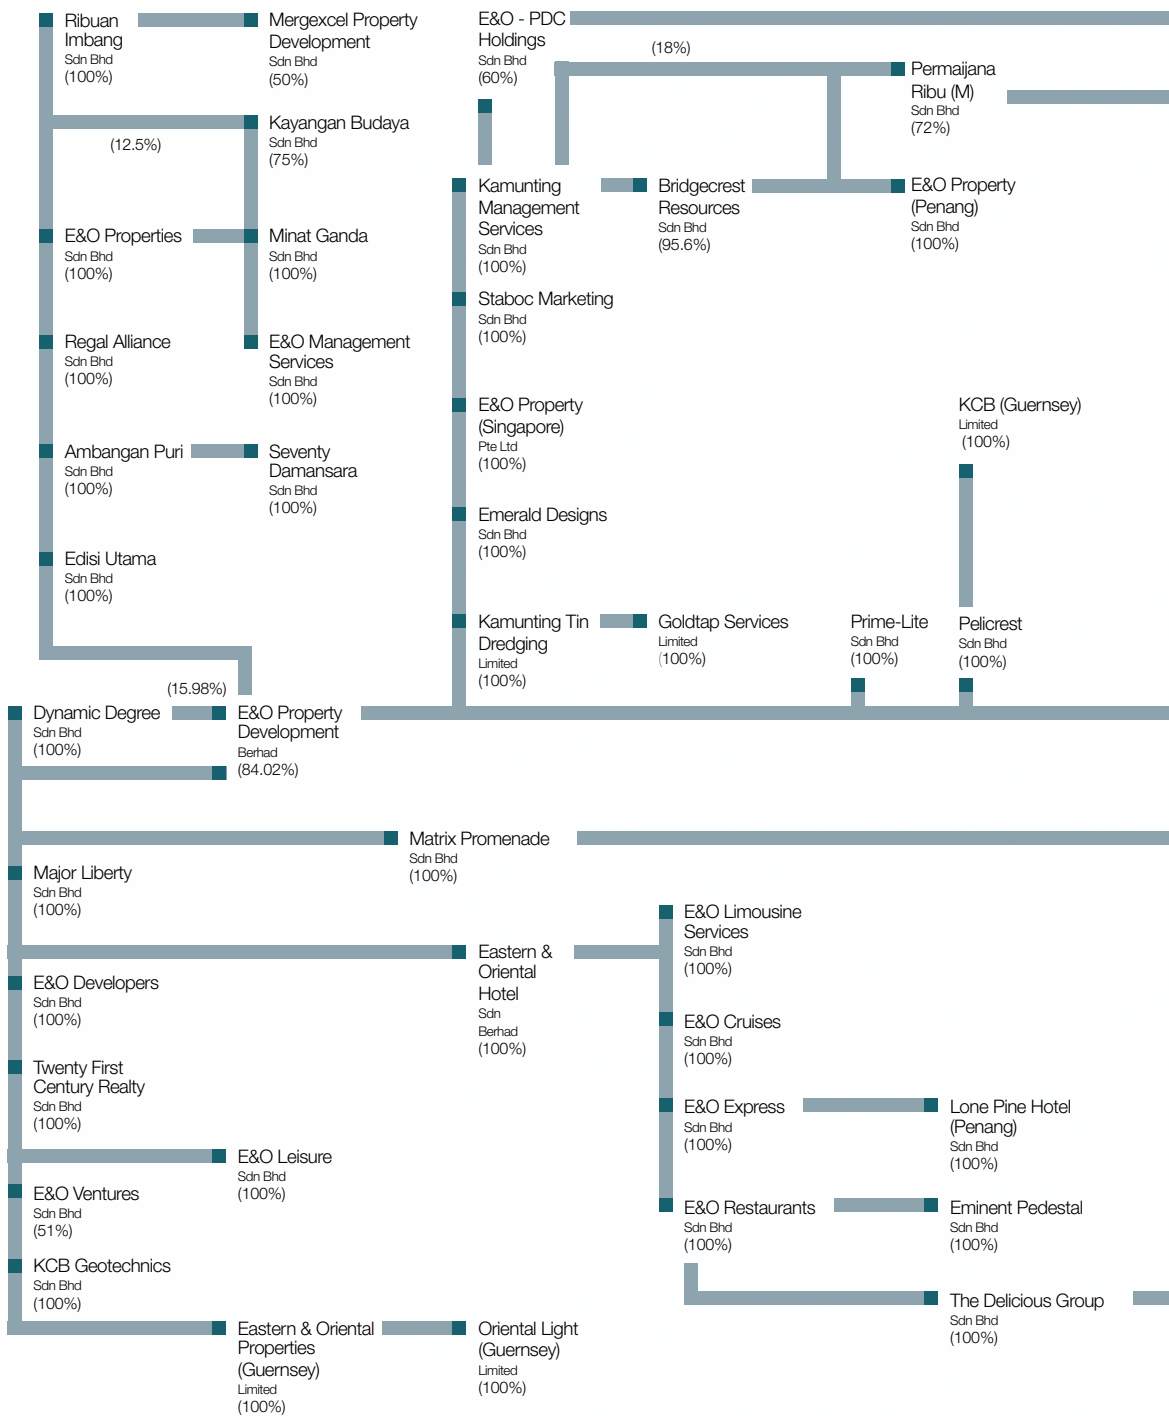 Ribuan
Imbang
Sdn Bhd
(100%)
Mergexcel Property
Development
Sdn Bhd
(50%)
E&O - PDC
Holdings
Sdn Bhd
(60%)
(18%)
Permaijana
Ribu (M)
Sdn Bhd
(72%)
Kayangan Budaya
Sdn Bhd
(75%)
(12.5%)
Kamunting
Management
Services
Sdn Bhd
(100%)
Bridgecrest
Resources
Sdn Bhd
(95.6%)
E&O Property
(Penang)
Sdn Bhd
(100%)
E&O Properties
Sdn Bhd
(100%)
Minat Ganda
Sdn Bhd
(100%)
Staboc Marketing
Sdn Bhd
(100%)
Regal Alliance
Sdn Bhd
(100%)
E&O Management
Services
Sdn Bhd
(100%)
E&O Property
(Singapore)
Pte Ltd
(100%)
KCB (Guernsey)
Limited
(100%)
Ambangan Puri
Sdn Bhd
(100%)
Seventy
Damansara
Sdn Bhd
(100%)
Emerald Designs
Sdn Bhd
(100%)
Edisi Utama
Sdn Bhd
(100%)
Kamunting Tin
Dredging
Limited
(100%)
Goldtap Services
Limited
(100%)
Prime-Lite
Sdn Bhd
(100%)
Pelicrest
Sdn Bhd
(100%)
(15.98%)
Dynamic Degree
Sdn Bhd
(100%)
E&O Property
Development
Berhad
(84.02%)
Matrix Promenade
Sdn Bhd
(100%)
Major Liberty
Sdn Bhd
(100%)
E&O Limousine
Services
Sdn Bhd
(100%)
Eastern &
Oriental
Hotel
Sdn
Berhad
(100%)
E&O Developers
Sdn Bhd
(100%)
E&O Cruises
Sdn Bhd
(100%)
Twenty First
Century Realty
Sdn Bhd
(100%)
E&O Express
Sdn Bhd
(100%)
Lone Pine Hotel
(Penang)
Sdn Bhd
(100%)
E&O Leisure
Sdn Bhd
(100%)
E&O Ventures
Sdn Bhd
(51%)
E&O Restaurants
Sdn Bhd
(100%)
Eminent Pedestal
Sdn Bhd
(100%)
KCB Geotechnics
Sdn Bhd
(100%)
The Delicious Group
Sdn Bhd
(100%)
Eastern & Oriental
Properties
(Guernsey)
Limited
(100%)
Oriental Light
(Guernsey)
Limited
(100%)